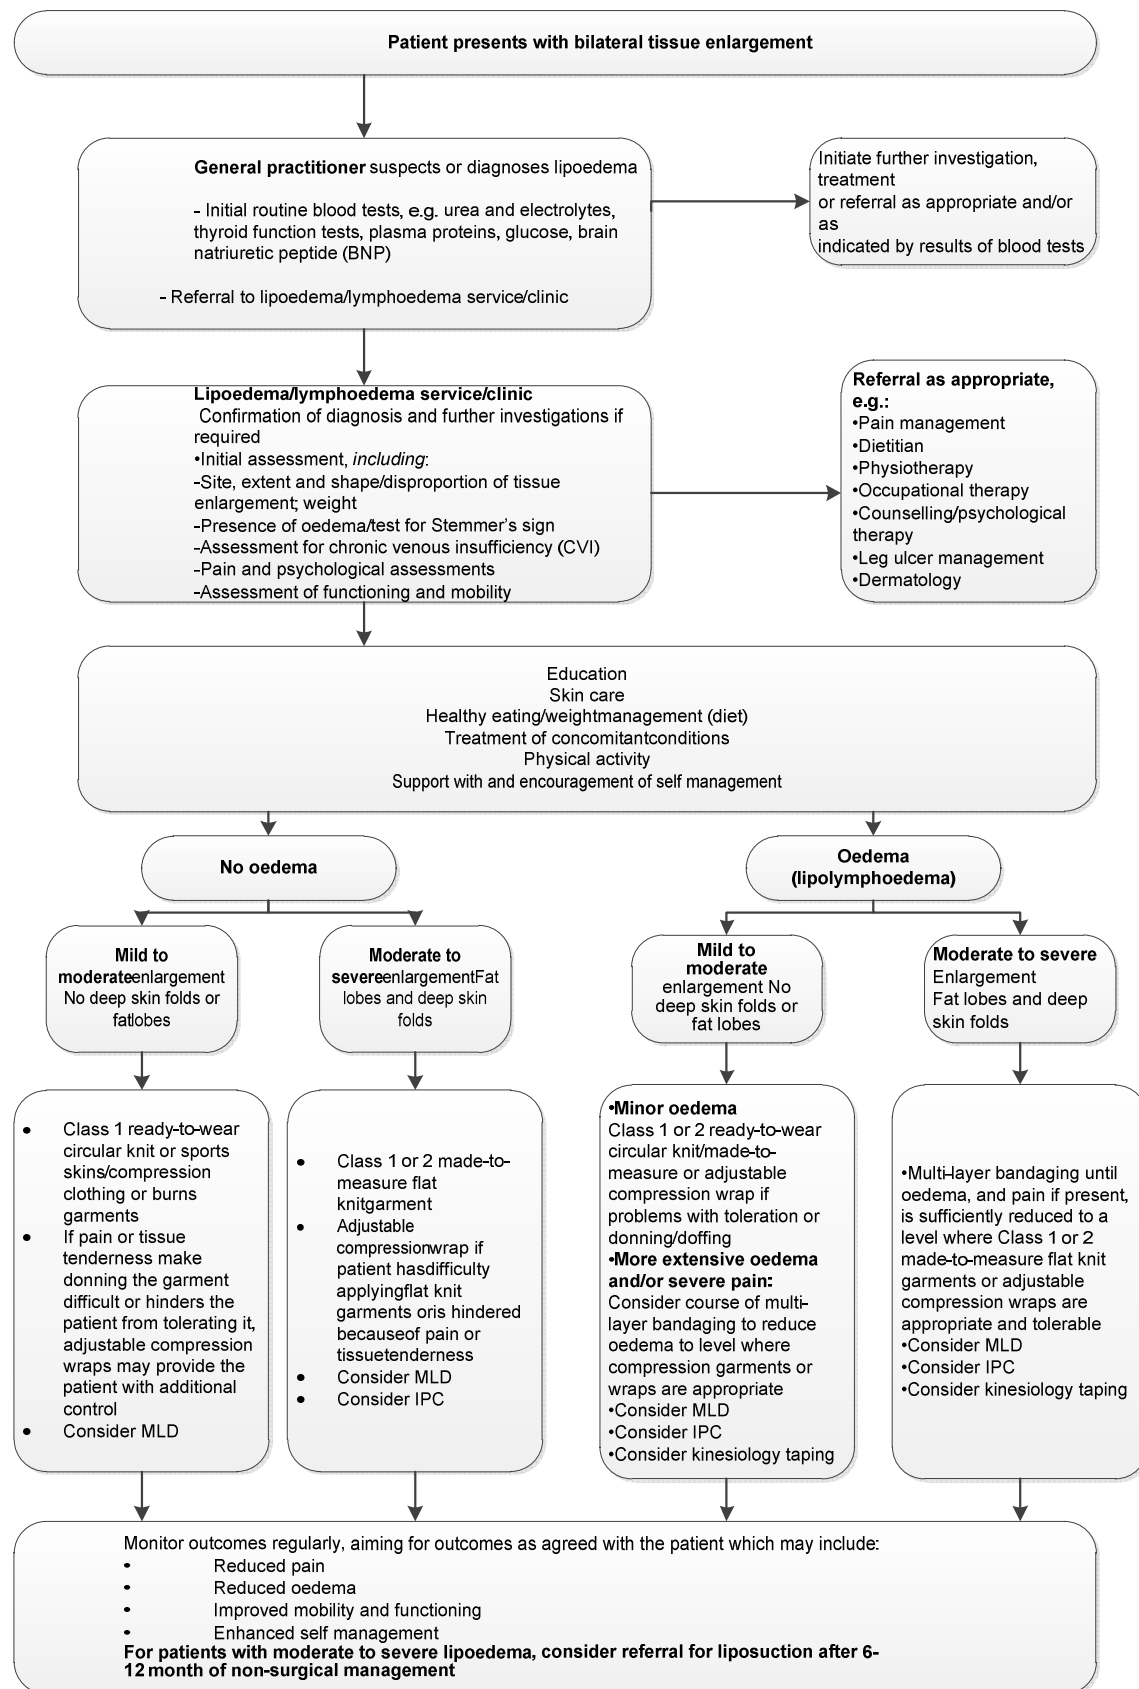 Patient presents with bilateral tissue enlargement
General practitioner suspects or diagnoses lipoedema
- Initial routine blood tests, e.g. urea and electrolytes,
thyroid function tests, plasma proteins, glucose, brain
natriuretic peptide (BNP)
- Referral to lipoedema/lymphoedema service/clinic
Initiate further investigation,
treatment
or referral as appropriate and/or
as
indicated by results of blood tests
Lipoedema/lymphoedema service/clinic
Confirmation of diagnosis and further investigations if
required
•Initial assessment, including:
-Site, extent and shape/disproportion of tissue
enlargement; weight
-Presence of oedema/test for Stemmer's sign
-Assessment for chronic venous insufficiency (CVI)
-Pain and psychological assessments
-Assessment of functioning and mobility
Referral as appropriate,
e.g.:
•Pain management
•Dietitian
•Physiotherapy
•Occupational therapy
•Counselling/psychological
therapy
•Leg ulcer management
•Dermatology
Education
Skin care
Healthy eating/weightmanagement (diet)
Treatment of concomitantconditions
Physical activity
Support with and encouragement of self management
No oedema
Oedema
(lipolymphoedema)
Mild to
moderateenlargement
No deep skin folds or
fatlobes
Moderate to
severeenlargementFat
lobes and deep skin
folds
Mild to
moderate
enlargement No
deep skin folds or
fat lobes
Moderate to severe
Enlargement
Fat lobes and deep
skin folds
• Class 1 ready-to-wear
circular knit or sports
skins/compression
clothing or burns
garments
• If pain or tissue
tenderness make
donning the garment
difficult or hinders the
patient from tolerating it,
adjustable compression
wraps may provide the
patient with additional
control
• Consider MLD
• Class 1 or 2 made-to-
measure flat
knitgarment
• Adjustable
compressionwrap if
patient hasdifficulty
applyingflat knit
garments oris hindered
becauseof pain or
tissuetenderness
• Consider MLD
• Consider IPC
•Minor oedema
Class 1 or 2 ready-to-wear
circular knit/made-to-
measure or adjustable
compression wrap if
problems with toleration or
donning/doffing
•More extensive oedema
and/or severe pain:
Consider course of multi-
layer bandaging to reduce
oedema to level where
compression garments or
wraps are appropriate
•Consider MLD
•Consider IPC
•Consider kinesiology taping
•Multi-layer bandaging until
oedema, and pain if present,
is sufficiently reduced to a
level where Class 1 or 2
made-to-measure flat knit
garments or adjustable
compression wraps are
appropriate and tolerable
•Consider MLD
•Consider IPC
•Consider kinesiology taping
Monitor outcomes regularly, aiming for outcomes as agreed with the patient which may include:
• Reduced pain
• Reduced oedema
• Improved mobility and functioning
• Enhanced self management
For patients with moderate to severe lipoedema, consider referral for liposuction after 6-
12 month of non-surgical management